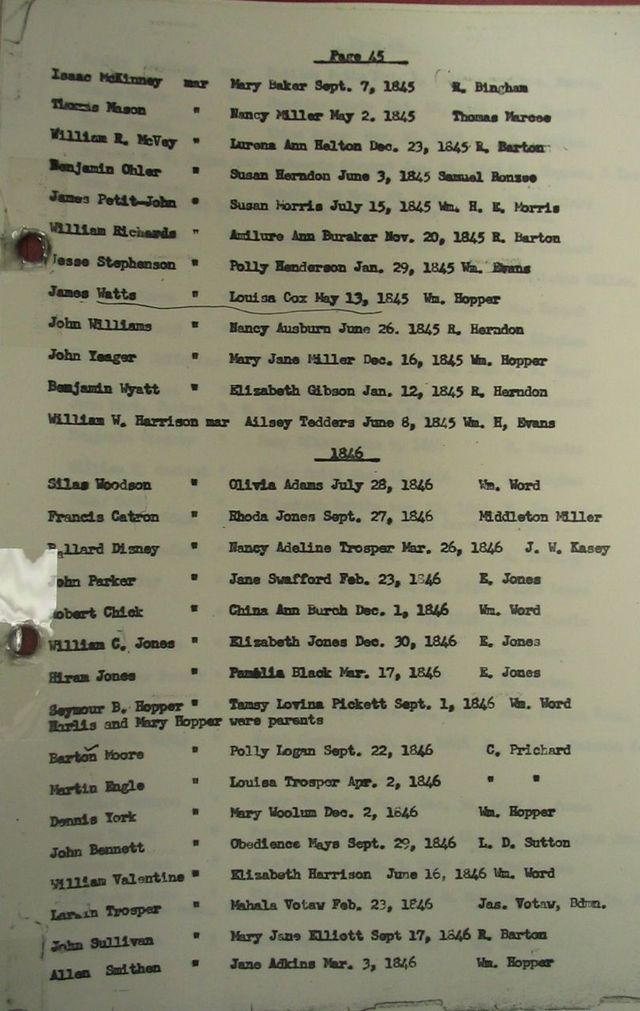 Page 45
Isaac McKinney mar Mary Baker Sept. 7, 1845 R. Bingham
Thomas Mason " Nancy Miller May 2. 1845 Thomas Marcee
William R. McVey " Lurena Ann Helton Dec. 23, 1845 R. Barton
Benjamin Ohler " Susan Herndon June 3, 1845 Samuel Ronzee
James Petit-John " Susan Morris July 15, 1845 Wm. H. E. Morris
William Richards " Amilure Ann Buraker Nov. 20, 1845 R. Barton
Jesse Stephenson " Polly Henderson Jan. 29, 1845 Wm. Evans
James Watts " Louisa Cox May 13, 1845 Wm. Hopper
John Williams " Nancy Ausburn June 26. 1845 R. Herndon
John Yeager " Mary Jane Miller Dec. 16, 1845 Wm. Hopper
Benjamin Wyatt " Elizabeth Gibson Jan. 12, 1845 R. Herndon
William W. Harrison mar Ailsey Tedders June 8, 1845 Wm. H, Evans
1846
Silas Woodson " Olivia Adams July 28, 1846 Wm. Word
Francis Catron " Rhoda Jones Sept. 27, 1846 Middleton Miller
Ballard Disney " Nancy Adeline Trosper Mar. 26, 1846 J. W. Kasey
John Parker " Jane Swafford Feb. 23, 1846 E. Jones
Robert Chick " China Ann Burch Dec. 1, 1846 Wm. Word
William C. Jones " Elizabeth Jones Dec. 30, 1846 E. Jones
Hiram Jones " Pamelia Black Mar. 17, 1846 E. Jones
Seymour B. Hopper " Tamsy Lovina Pickett Sept. 1, 1846 Wm. Word
Harlis and Mary Hopper were parents
Barton Moore " Polly Logan Sept. 22, 1846 C. Prichard
Martin Engle " Louisa Trosper Apr. 2, 1846 " "
Dennis York " Mary Woolum Dec. 2, 1846 Wm. Hopper
John Bennett " Obedience Mays Sept. 29, 1846 L. D. Sutton
William Valentine " Elizabeth Harrison June 16, 1846 Wm. Word
Larkin Trosper " Mahala Votaw Feb. 23, 1846 Jas. Votaw, Bdmn.
John Sullivan " Mary Jane Elliott Sept 17, 1846 R. Barton
Allen Smithen " Jane Adkins Mar. 3, 1846 Wm. Hopper